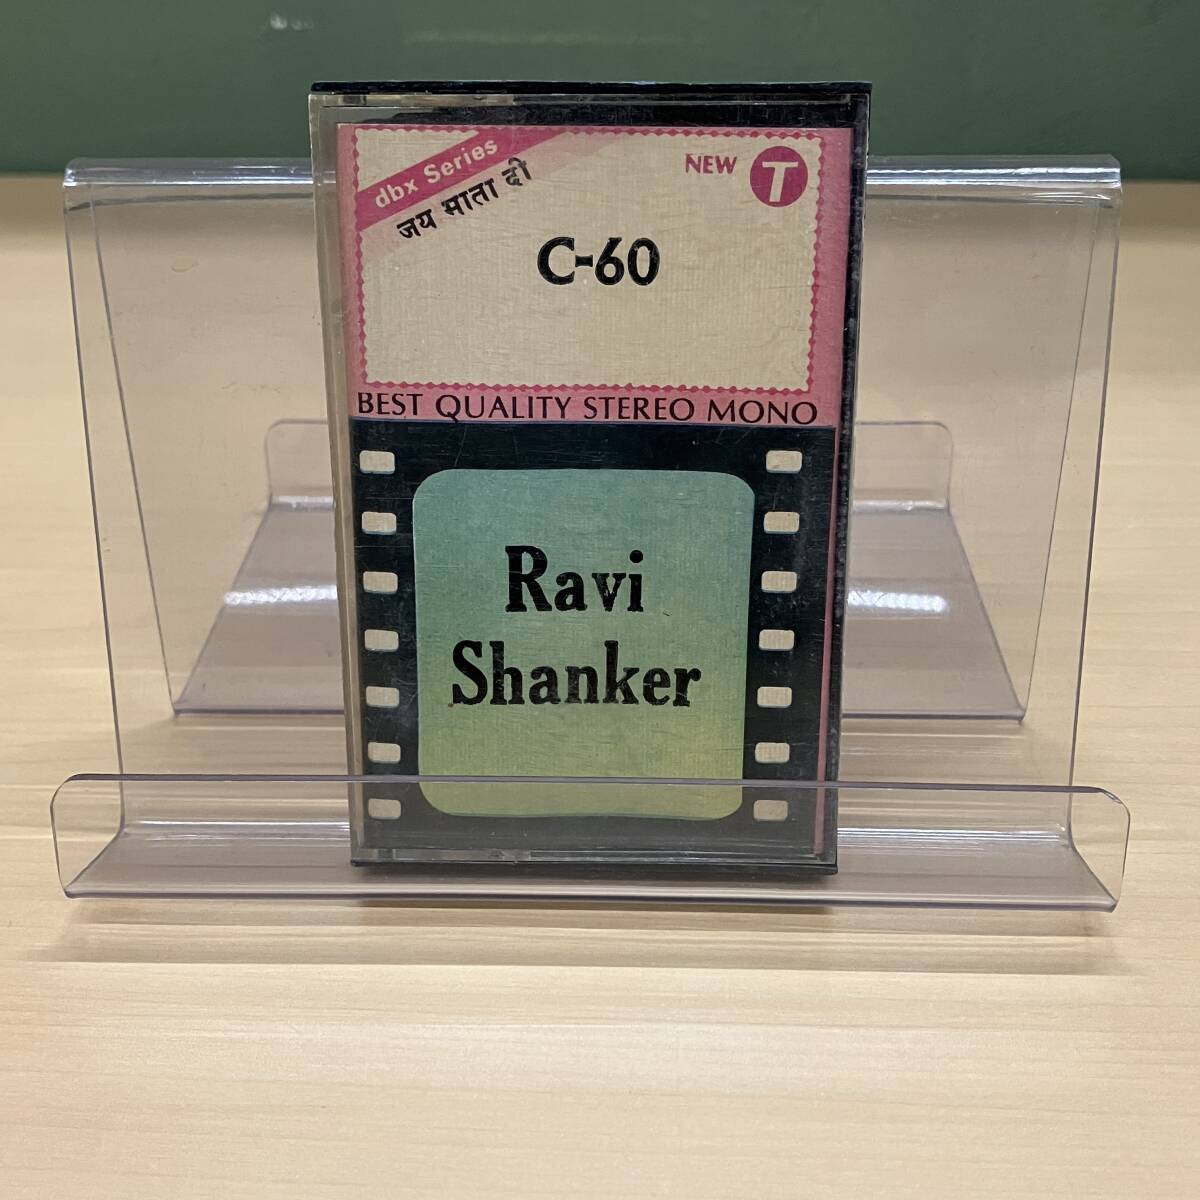 dbx Series
जय माता दी
NEW T
C-60
BEST QUALITY STEREO MONO
Ravi
Shanker